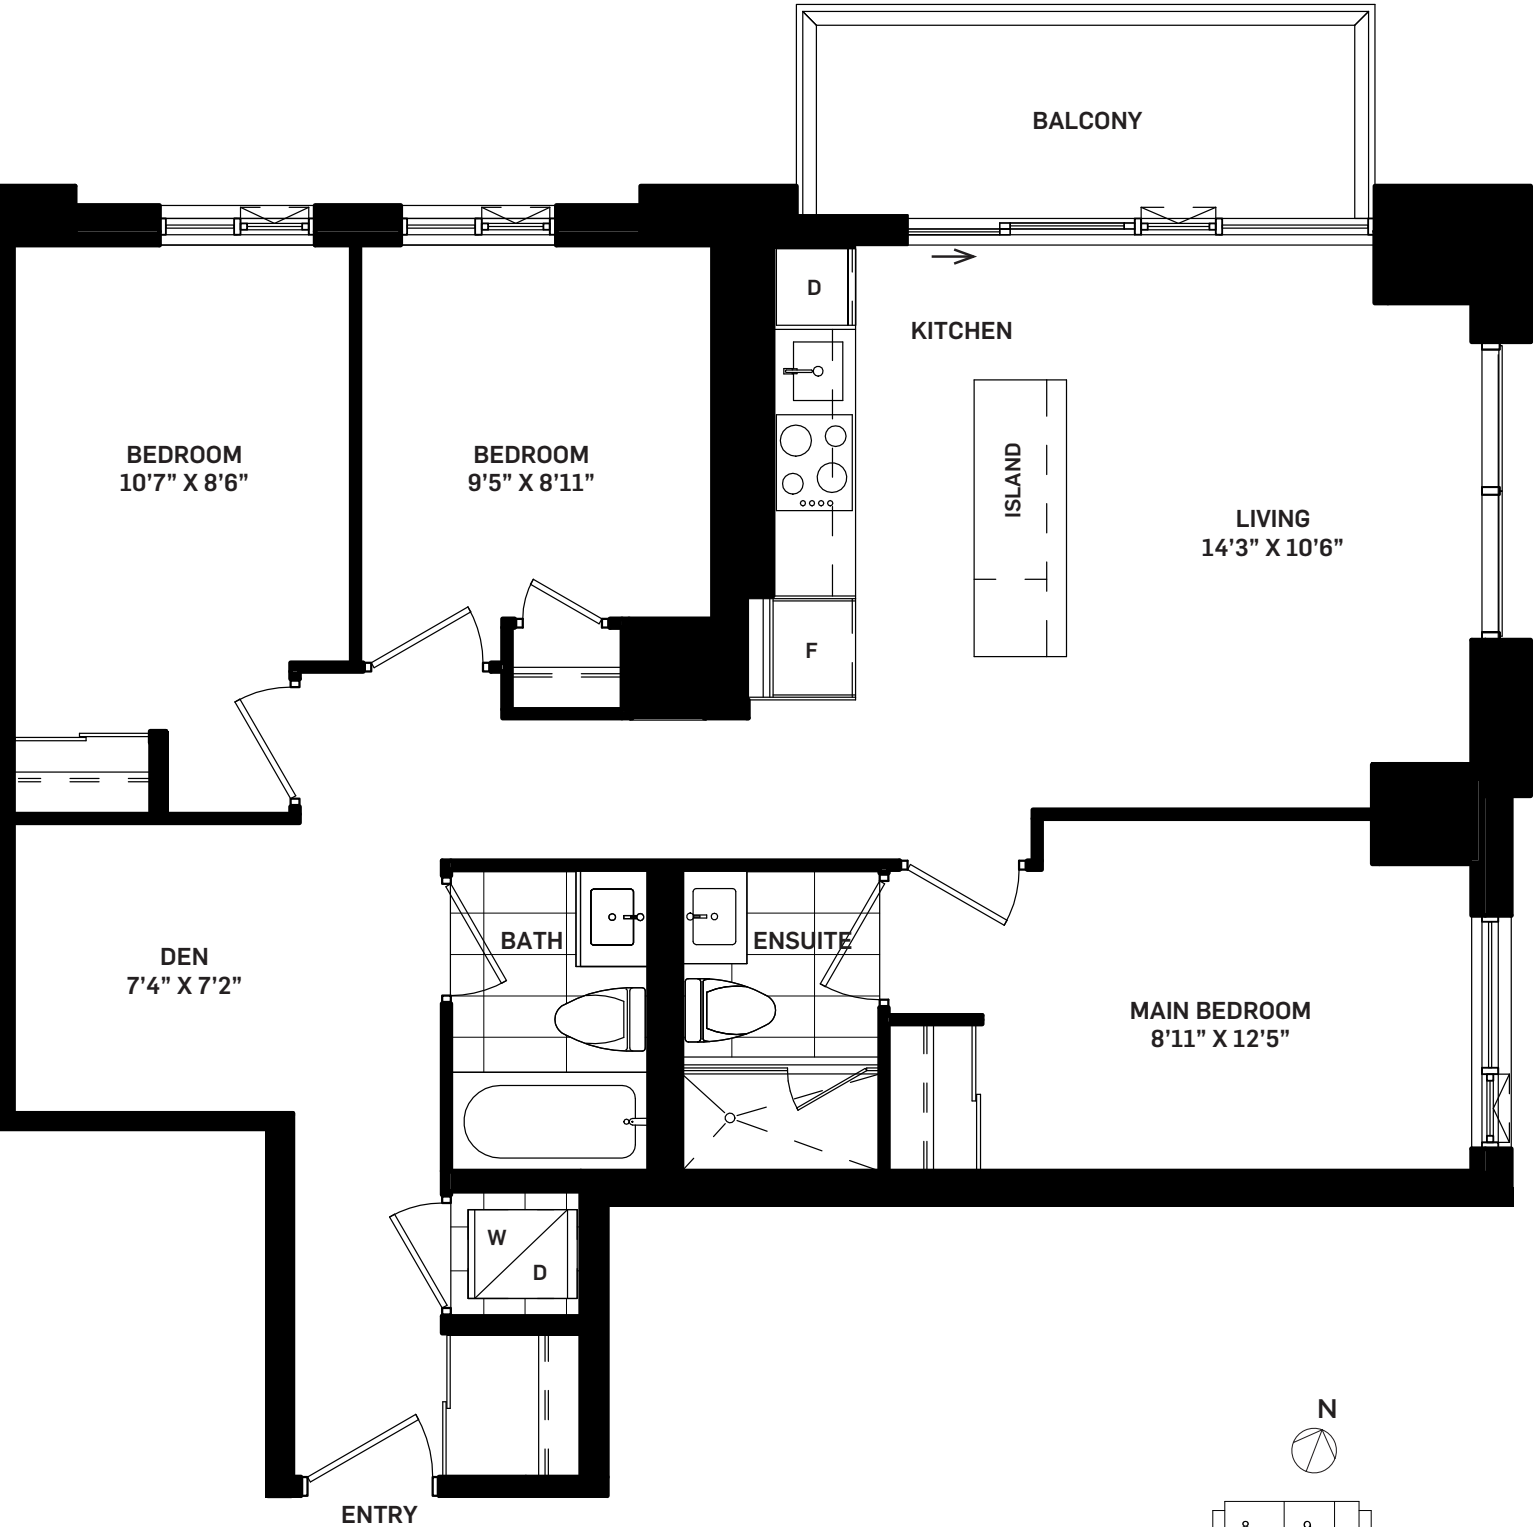 BALCONY
D
KITCHEN
BEDROOM
10'7” X 8'6”
BEDROOM
9'5” X 8'11”
ISLAND
LIVING
14'3” X 10'6”
F
BATH
ENSUITE
DEN
7'4” X 7'2”
MAIN BEDROOM
8'11” X 12'5”
W
D
N
ENTRY